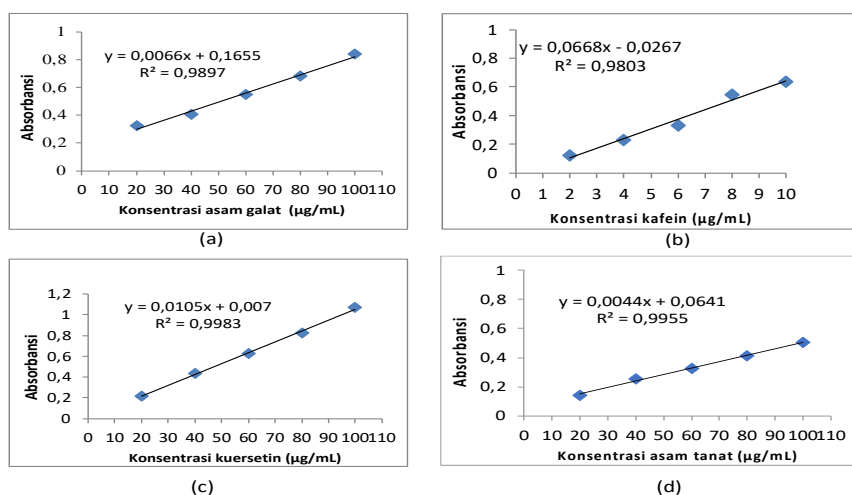 1
0,8
0,6
0,4
0,2
0
Absorbansi
y = 0,0066x + 0,1655
R² = 0,9897
0 10 20 30 40 50 60 70 80 90 100110
Konsentrasi asam galat (µg/mL)
(a)
1
0,8
0,6
0,4
0,2
0
Absorbansi
y = 0,0668x - 0,0267
R² = 0,9803
0 1 2 3 4 5 6 7 8 9 10
Konsentrasi kafein (µg/mL)
(b)
1,2
1
0,8
0,6
0,4
0,2
0
Absorbansi
y = 0,0105x + 0,007
R² = 0,9983
0 10 20 30 40 50 60 70 80 90 100110
Konsentrasi kuersetin (µg/mL)
(c)
1
0,8
0,6
0,4
0,2
0
Absorbansi
y = 0,0044x + 0,0641
R² = 0,9955
0 10 20 30 40 50 60 70 80 90 100110
Konsentrasi asam tanat (µg/mL)
(d)